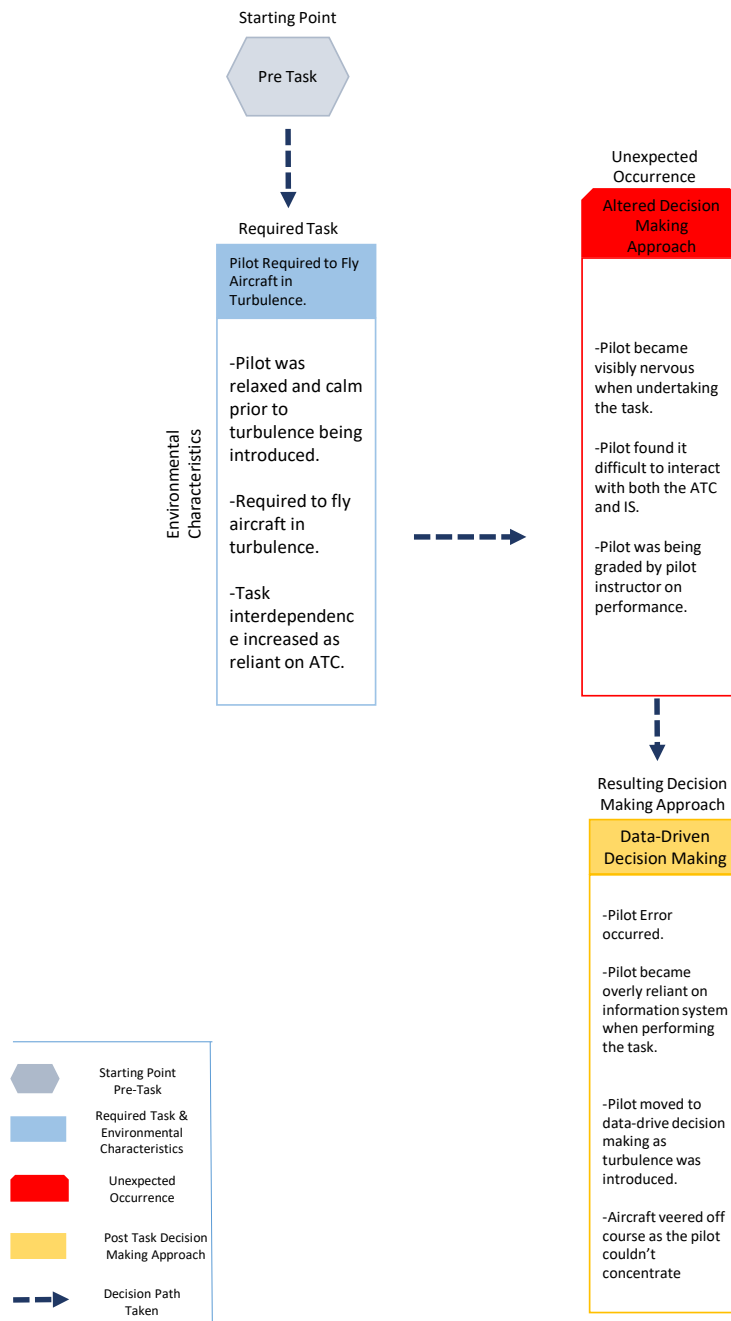 Starting Point
Pre Task
Required Task
Pilot Required to Fly
Aircraft in
Turbulence.
Environmental
Characteristics
-Pilot was
relaxed and calm
prior to
turbulence being
introduced.
-Required to fly
aircraft in
turbulence.
-Task
interdependenc
e increased as
reliant on ATC.
Unexpected
Occurrence
Altered Decision
Making
Approach
-Pilot became
visibly nervous
when undertaking
the task.
-Pilot found it
difficult to interact
with both the ATC
and IS.
-Pilot was being
graded by pilot
instructor on
performance.
Resulting Decision
Making Approach
Data-Driven
Decision Making
-Pilot Error
occurred.
-Pilot became
overly reliant on
information system
when performing
the task.
-Pilot moved to
data-drive decision
making as
turbulence was
introduced.
-Aircraft veered off
course as the pilot
couldn’t
concentrate
Starting Point
Pre-Task
Required Task &
Environmental
Characteristics
Unexpected
Occurrence
Post Task Decision
Making Approach
Decision Path
Taken